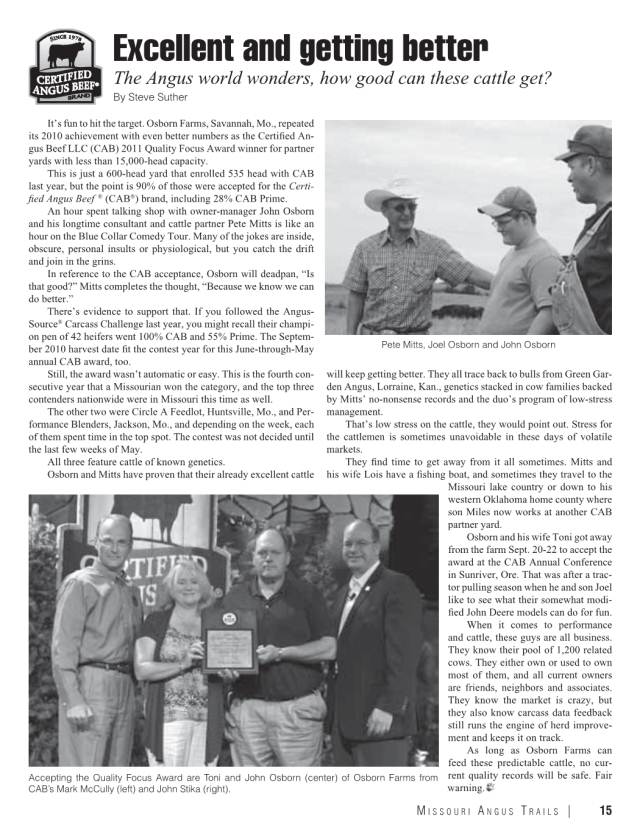 SINCE 1978
CERTIFIED
ANGUS BEEF®
BRAND
Excellent and getting better
The Angus world wonders, how good can these cattle get?
By Steve Suther
It's fun to hit the target. Osborn Farms, Savannah, Mo., repeated
its 2010 achievement with even better numbers as the Certified An-
gus Beef LLC (CAB) 2011 Quality Focus Award winner for partner
yards with less than 15,000-head capacity.
This is just a 600-head yard that enrolled 535 head with CAB
last year, but the point is 90% of those were accepted for the Certi-
fied Angus Beef ® (CAB®) brand, including 28% CAB Prime.
An hour spent talking shop with owner-manager John Osborn
and his longtime consultant and cattle partner Pete Mitts is like an
hour on the Blue Collar Comedy Tour. Many of the jokes are inside,
obscure, personal insults or physiological, but you catch the drift
and join in the grins.
In reference to the CAB acceptance, Osborn will deadpan, "Is
that good?" Mitts completes the thought, "Because we know we can
do better."
There's evidence to support that. If you followed the Angus-
Source® Carcass Challenge last year, you might recall their champi-
on pen of 42 heifers went 100% CAB and 55% Prime. The Septem-
ber 2010 harvest date fit the contest year for this June-through-May
annual CAB award, too.
Still, the award wasn't automatic or easy. This is the fourth con-
secutive year that a Missourian won the category, and the top three
contenders nationwide were in Missouri this time as well.
The other two were Circle A Feedlot, Huntsville, Mo., and Per-
formance Blenders, Jackson, Mo., and depending on the week, each
of them spent time in the top spot. The contest was not decided until
the last few weeks of May.
All three feature cattle of known genetics.
Osborn and Mitts have proven that their already excellent cattle
Pete Mitts, Joel Osborn and John Osborn
will keep getting better. They all trace back to bulls from Green Gar-
den Angus, Lorraine, Kan., genetics stacked in cow families backed
by Mitts' no-nonsense records and the duo's program of low-stress
management.
That's low stress on the cattle, they would point out. Stress for
the cattlemen is sometimes unavoidable in these days of volatile
markets.
They find time to get away from it all sometimes. Mitts and
his wife Lois have a fishing boat, and sometimes they travel to the
Missouri lake country or down to his
western Oklahoma home county where
son Miles now works at another CAB
partner yard.
Osborn and his wife Toni got away
from the farm Sept. 20-22 to accept the
award at the CAB Annual Conference
in Sunriver, Ore. That was after a trac-
tor pulling season when he and son Joel
like to see what their somewhat modi-
fied John Deere models can do for fun.
When it comes to performance
and cattle, these guys are all business.
They know their pool of 1,200 related
cows. They either own or used to own
most of them, and all current owners
are friends, neighbors and associates.
They know the market is crazy, but
they also know carcass data feedback
still runs the engine of herd improve-
ment and keeps it on track.
As long as Osborn Farms can
feed these predictable cattle, no cur-
rent quality records will be safe. Fair
warning.
Accepting the Quality Focus Award are Toni and John Osborn (center) of Osborn Farms from
CAB's Mark McCully (left) and John Stika (right).
MISSOURI ANGUS TRAILS | 15